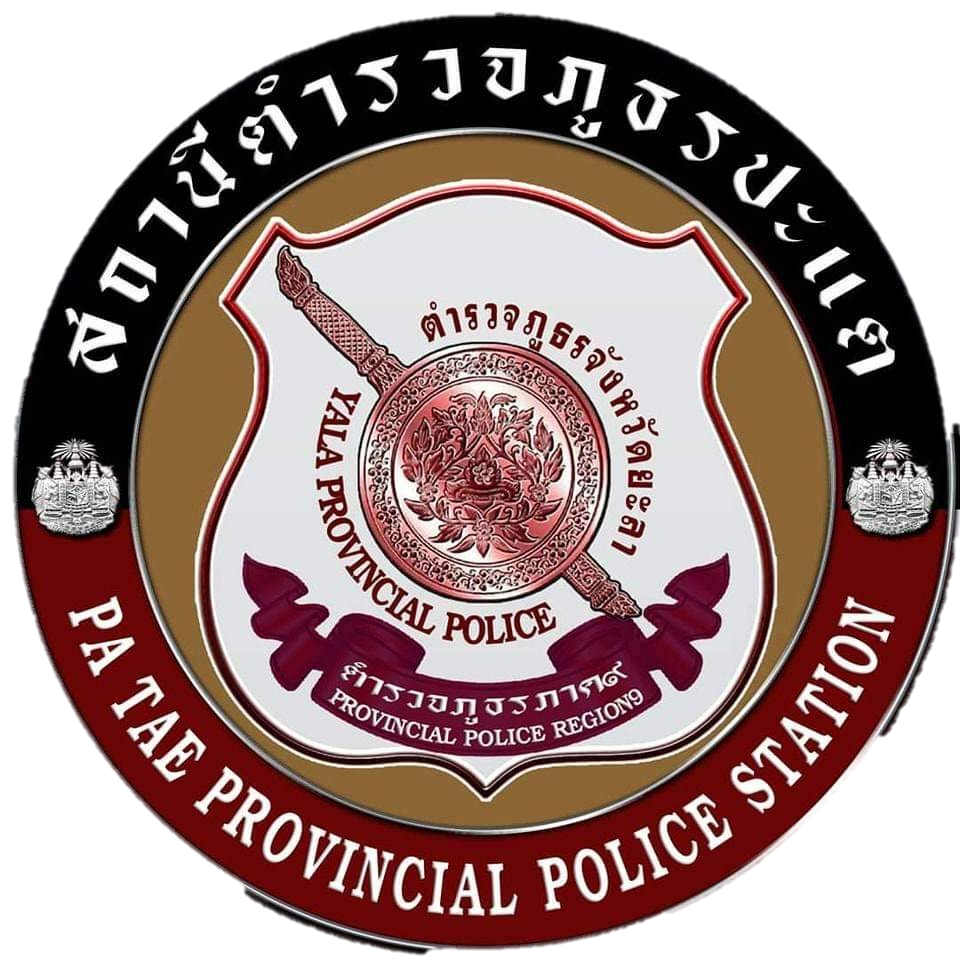 สถานีตำรวจภูธรปะแต
ตำรวจภูธรจังหวัดยะลา
YALA PROVINCIAL POLICE
ตำรวจภูธรภาค๙
PROVINCIAL POLICE REGION9
PA TAE PROVINCIAL POLICE STATION